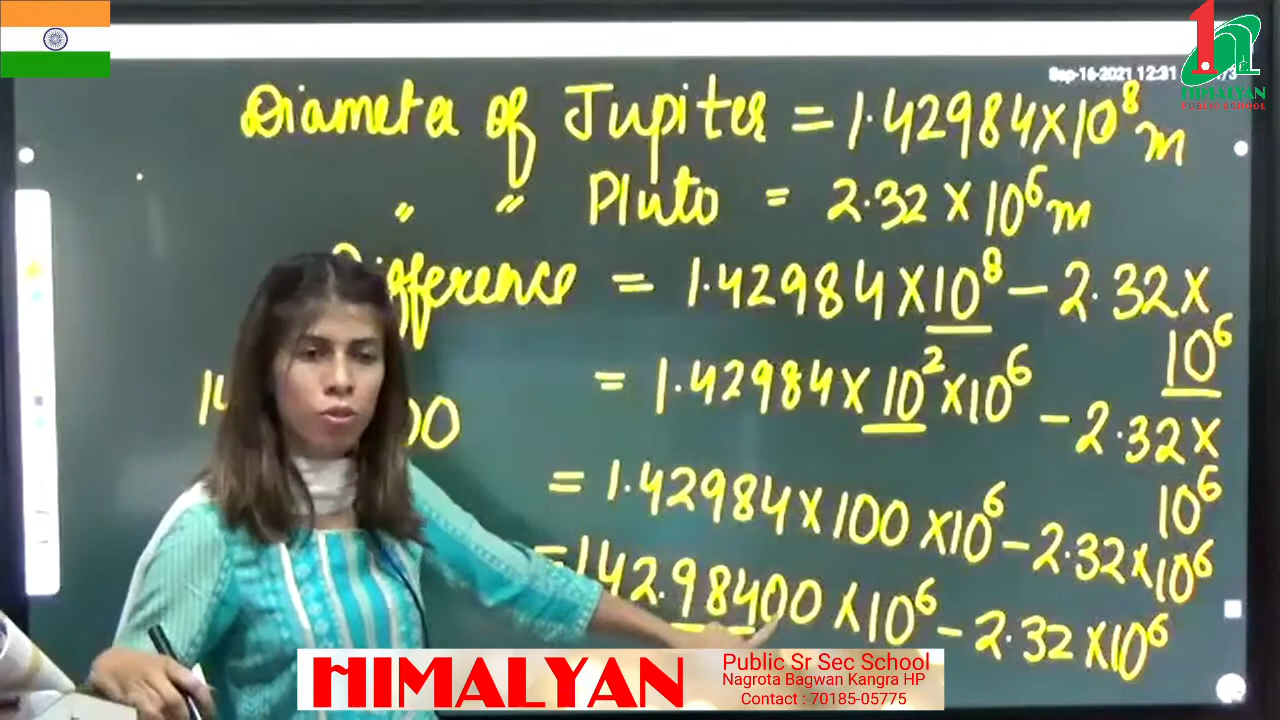 Sep-16-2021 12:31
HIMALYAN
PUBLIC SCHOOL
Diameter of Jupiter = 1.42984×10⁸ m
〃 〃 Pluto = 2.32 × 10⁶ m
Difference = 1.42984×10⁸ – 2.32×
10⁶
= 1.42984×10²×10⁶ – 2.32×
10⁶
= 1.42984×100×10⁶ – 2.32×10⁶
= 142.98400 ×10⁶ – 2.32×10⁶
HIMALYAN
Public Sr Sec School
Nagrota Bagwan Kangra HP
Contact : 70185-05775